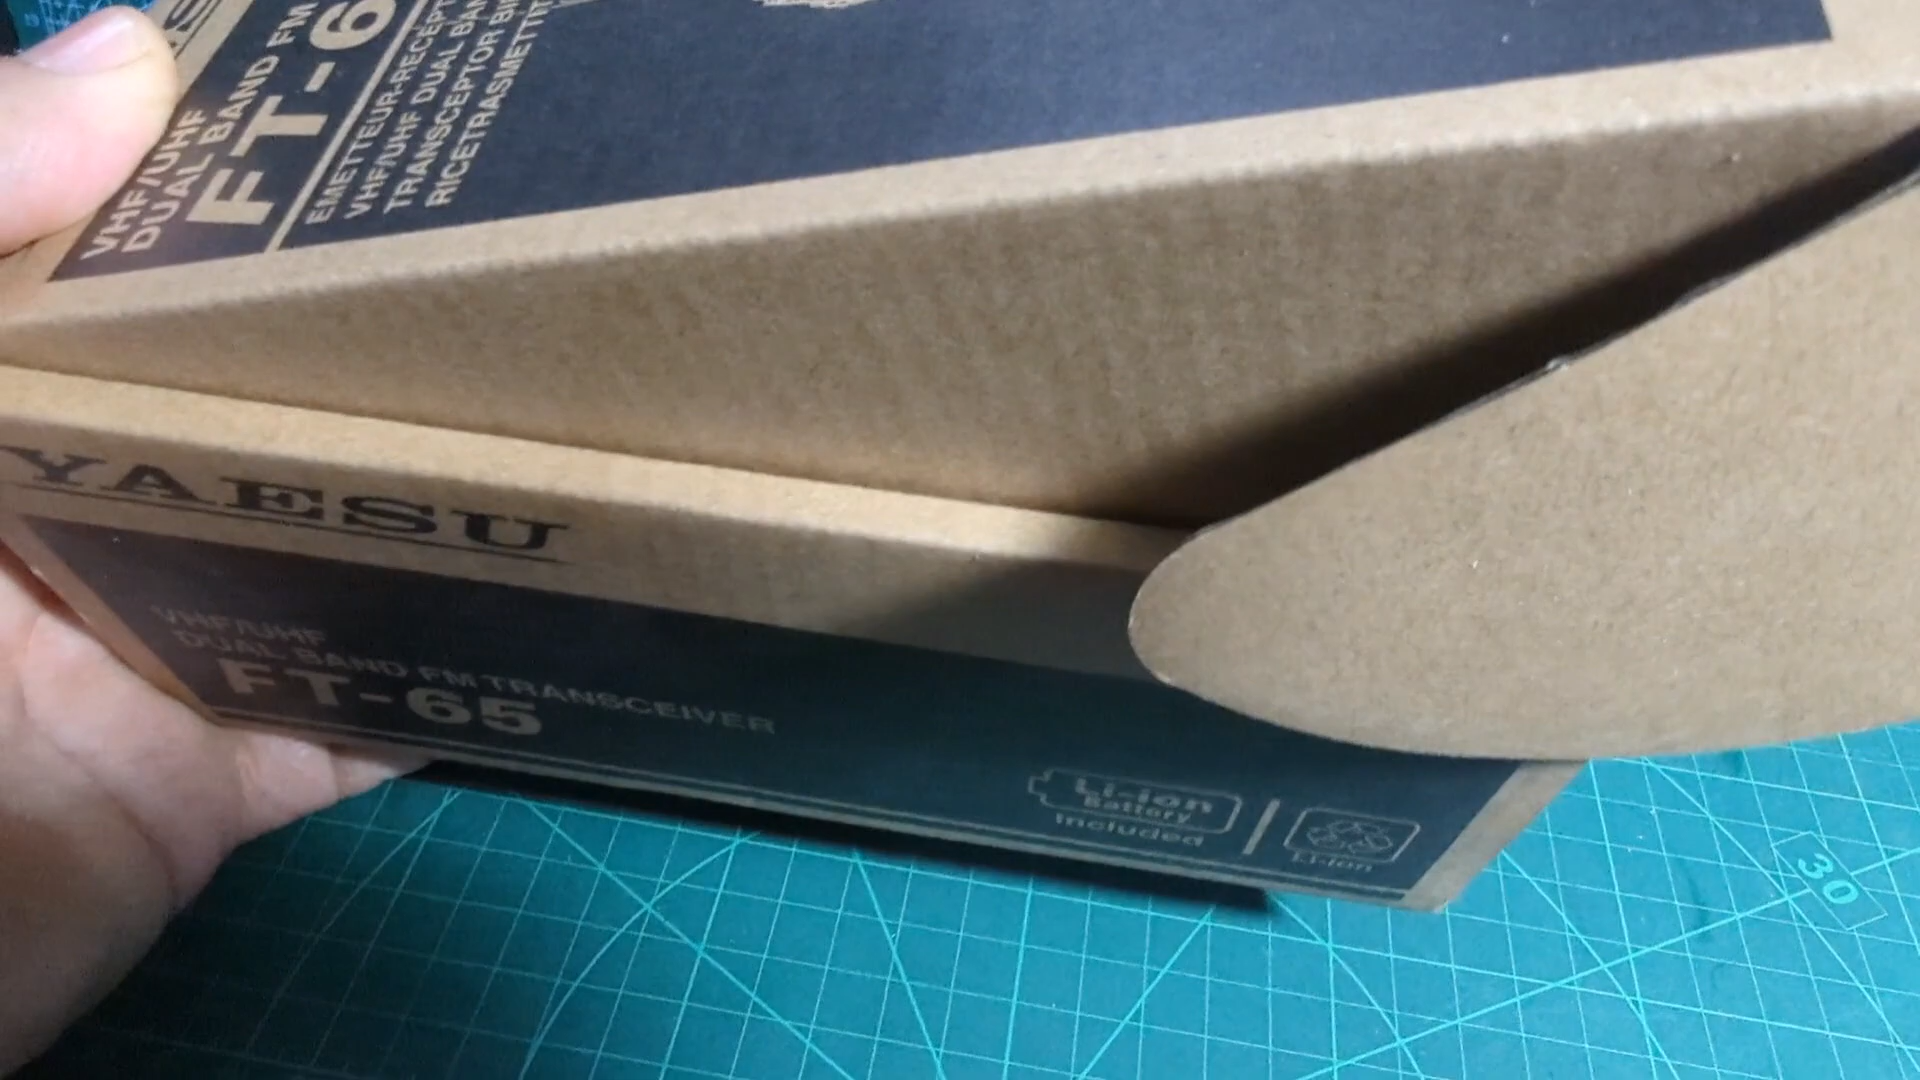 VHF/UHF
DUAL BAND FM
FT-6
EMETTEUR-RECEPT
VHF/UHF DUAL BAN
TRANSCEPTOR BI
RICETRASMETTIT
YAESU
VHF/UHF
DUAL BAND FM TRANSCEIVER
FT-65
Li-ion
Battery
Included
Li-ion
30